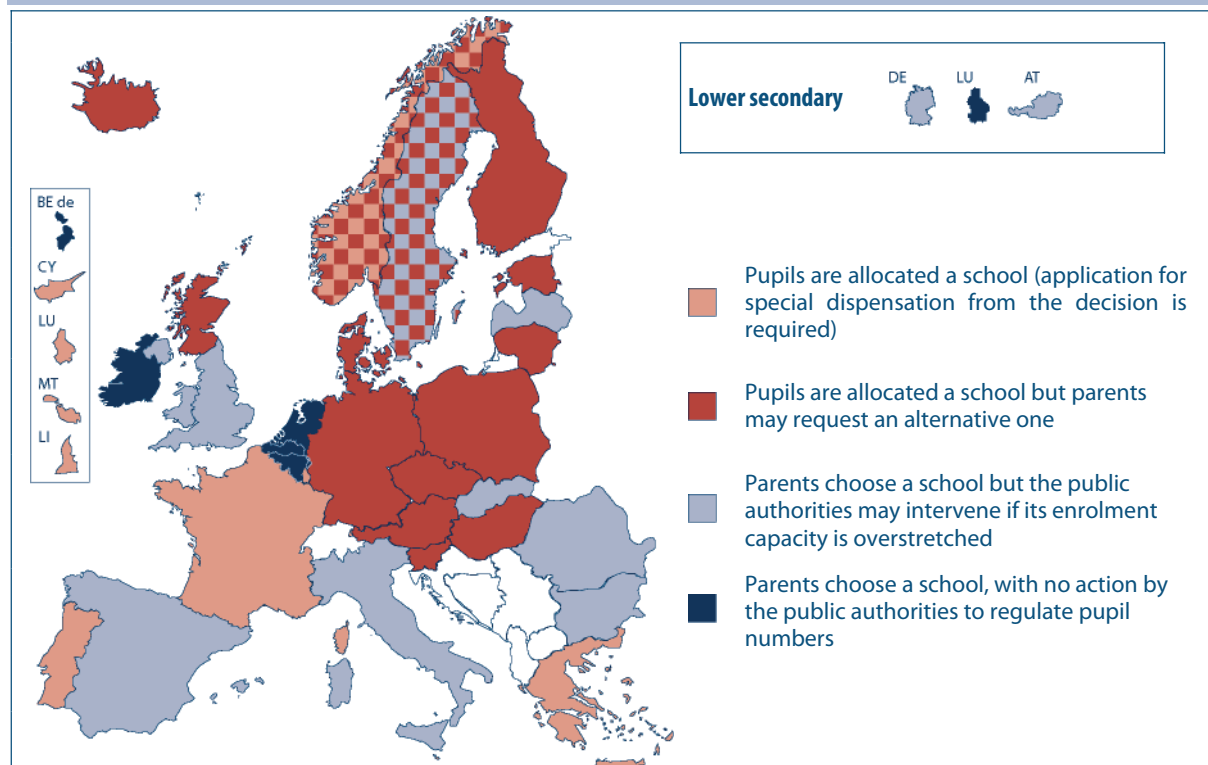 Lower secondary
DE
LU
AT
BE de
CY
LU
MT
LI
Pupils are allocated a school (application for
special dispensation from the decision is
required)
Pupils are allocated a school but parents
may request an alternative one
Parents choose a school but the public
authorities may intervene if its enrolment
capacity is overstretched
Parents choose a school, with no action by
the public authorities to regulate pupil
numbers